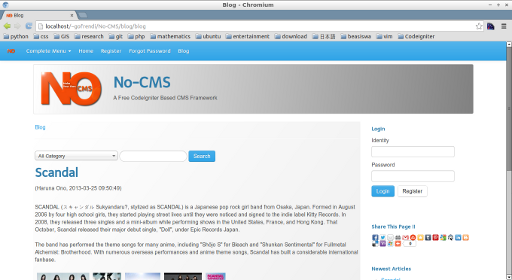 Blog - Chromium
Blog
localhost/~gofrendi/No-CMS/blog/blog
python css GIS research git php mathematics blogs ubuntu entertainment download 日本語 beasiswa vim CodeIgniter
Complete Menu Home Register Forgot Password Blog
NO CMS
No-CMS
A Free CodeIgniter Based CMS Framework
Blog
All Category Search
Scandal
(Haruna Ono, 2013-03-25 09:50:49)
SCANDAL (スキャンダル Sukyandaru?, stylized as SCANDAL) is a Japanese pop rock girl band from Osaka, Japan. Formed in August
2006 by four high school girls, they started playing street lives until they were noticed and signed to the indie label Kitty Records. In
2008, they released three singles and a mini-album while performing shows in the United States, France, and Hong Kong. That
October, Scandal released their major debut single, "Doll", under Epic Records Japan.
The band has performed the theme songs for many anime, including "Shōjo S" for Bleach and "Shunkan Sentimental" for Fullmetal
Alchemist: Brotherhood. With numerous overseas performances and anime theme songs, Scandal has built a considerable international
fanbase.
Login
Identity
Password
Login Register
Share This Page !!
Newest Articles